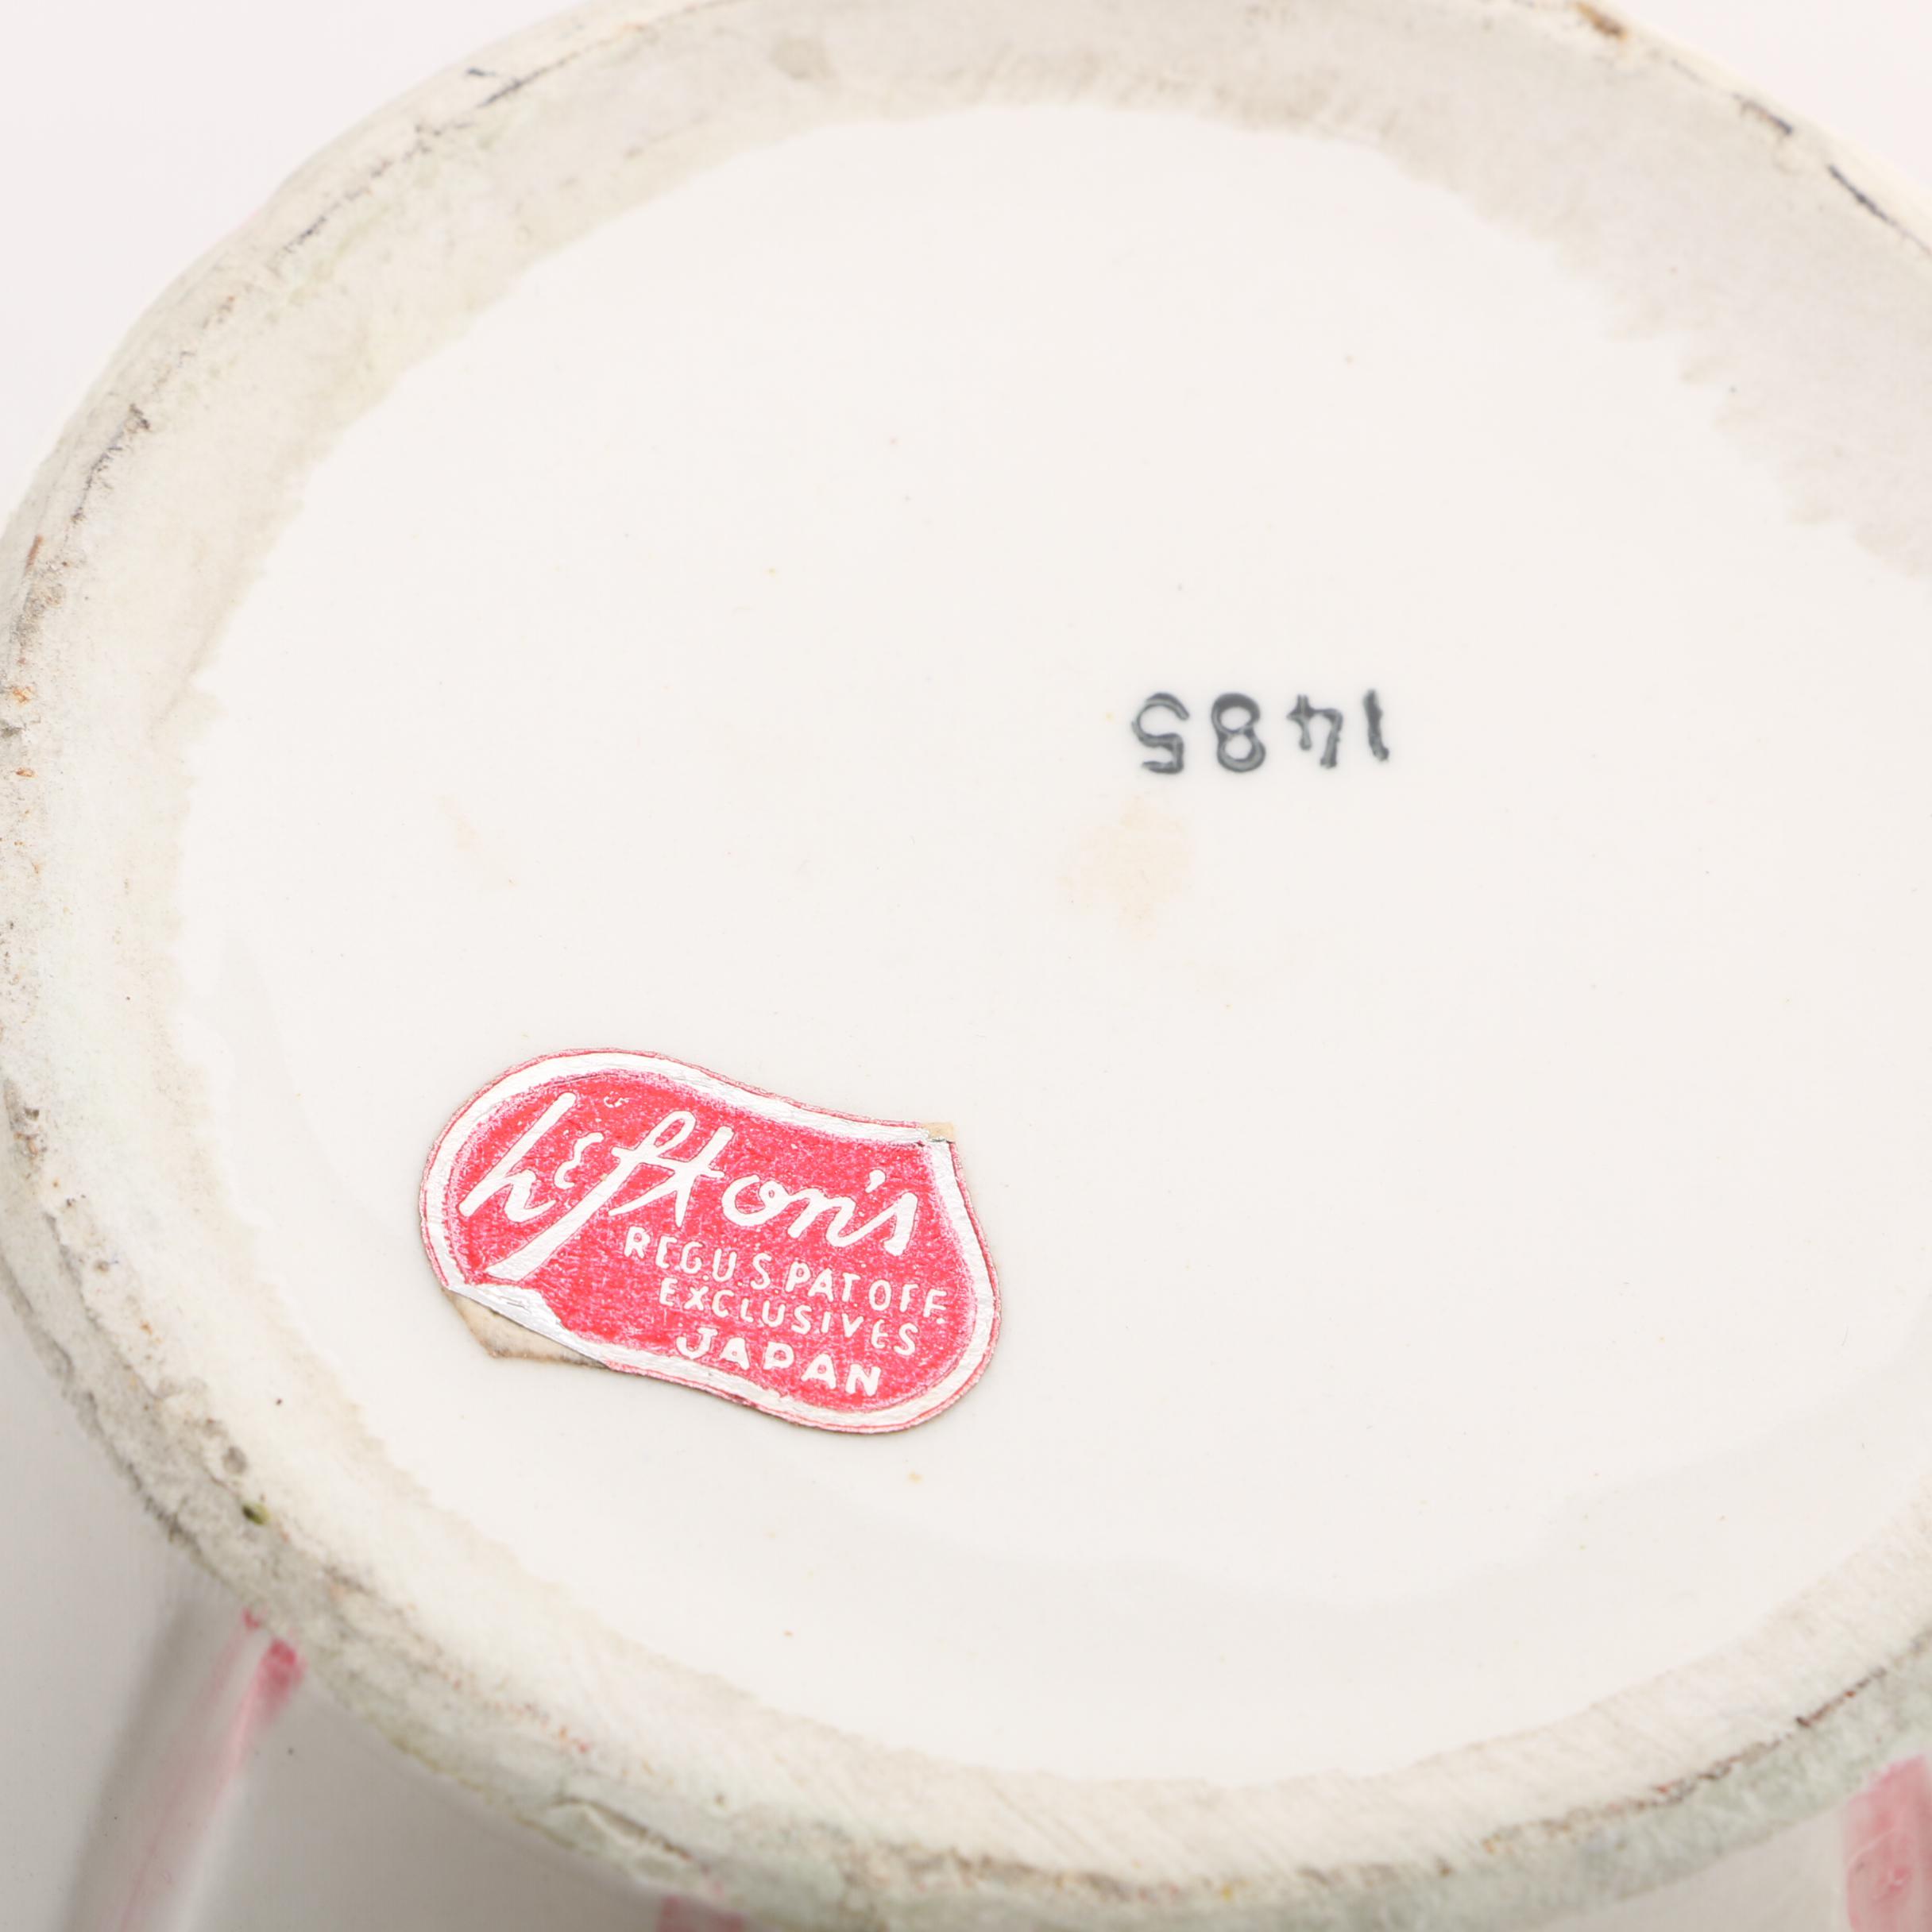 1485
Lefton's
REG.U.S.PAT.OFF.
EXCLUSIVES
JAPAN